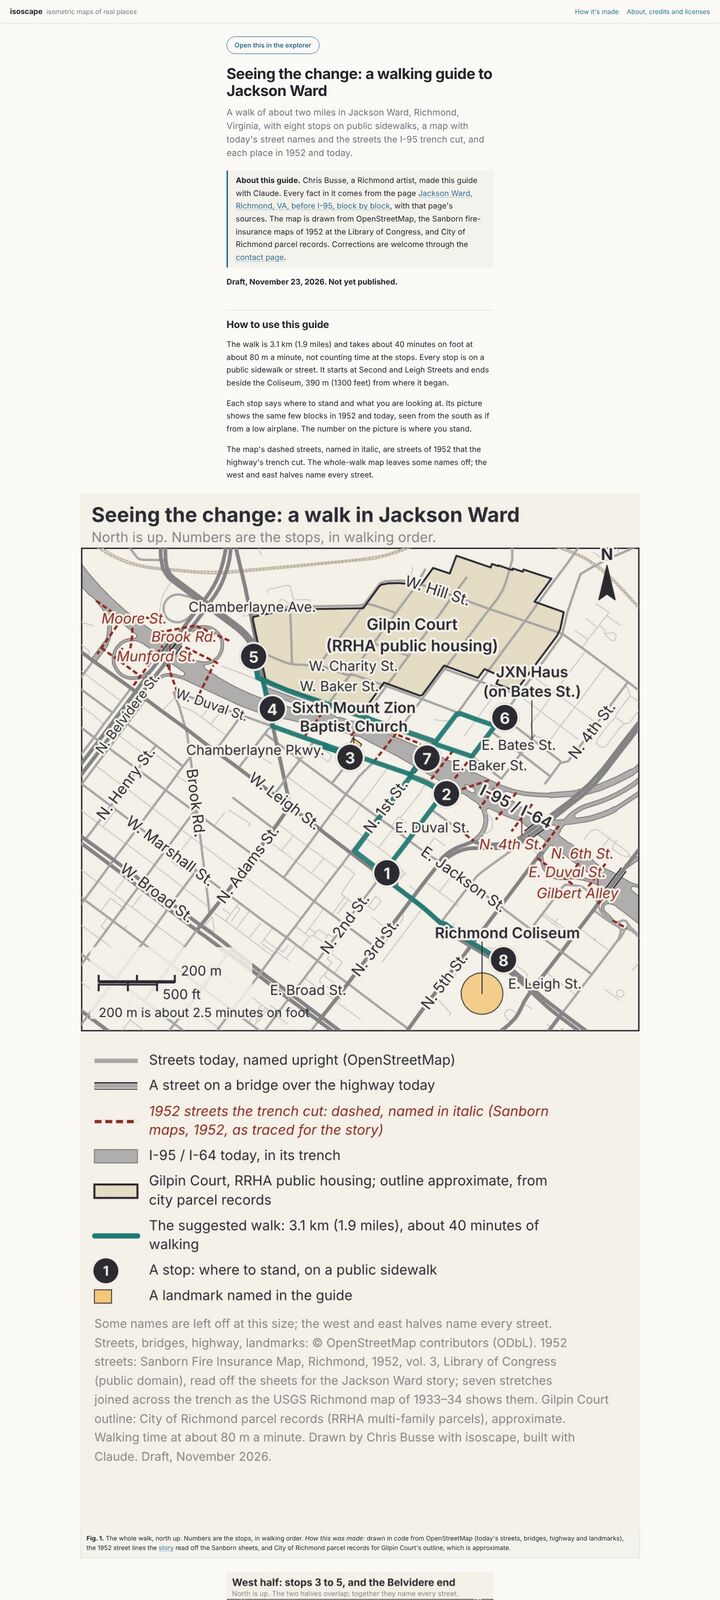 isoscape isometric maps of real places
How it's made About, credits and licenses
Open this in the explorer
Seeing the change: a walking guide to
Jackson Ward
A walk of about two miles in Jackson Ward, Richmond,
Virginia, with eight stops on public sidewalks, a map with
today's street names and the streets the I-95 trench cut, and
each place in 1952 and today.
About this guide. Chris Busse, a Richmond artist, made this guide
with Claude. Every fact in it comes from the page Jackson Ward,
Richmond, VA, before I-95, block by block, with that page's
sources. The map is drawn from OpenStreetMap, the Sanborn fire-
insurance maps of 1952 at the Library of Congress, and City of
Richmond parcel records. Corrections are welcome through the
contact page.
Draft, November 23, 2026. Not yet published.
How to use this guide
The walk is 3.1 km (1.9 miles) and takes about 40 minutes on foot at
about 80 m a minute, not counting time at the stops. Every stop is on a
public sidewalk or street. It starts at Second and Leigh Streets and ends
beside the Coliseum, 390 m (1300 feet) from where it began.
Each stop says where to stand and what you are looking at. Its picture
shows the same few blocks in 1952 and today, seen from the south as if
from a low airplane. The number on the picture is where you stand.
The map's dashed streets, named in italic, are streets of 1952 that the
highway's trench cut. The whole-walk map leaves some names off; the
west and east halves name every street.
Seeing the change: a walk in Jackson Ward
North is up. Numbers are the stops, in walking order.
N
W. Hill St.
Chamberlayne Ave.
Moore St.
Gilpin Court
(RRHA public housing)
Brook Rd.
Munford St.
5
W. Charity St.
JXN Haus
(on Bates St.)
W. Baker St.
N. Belvidere St.
W. Duval St.
4
Sixth Mount Zion
Baptist Church
6
N. 4th St.
Chamberlayne Pkwy.
3
7
E. Bates St.
E. Baker St.
N. Henry St.
Brook Rd.
W. Leigh St.
2
I-95 / I-64
N. 1st St.
E. Duval St.
W. Marshall St.
N. Adams St.
N. 4th St.
N. 6th St.
E. Duval St.
Gilbert Alley
1
E. Jackson St.
W. Broad St.
N. 2nd St.
N. 3rd St.
Richmond Coliseum
8
N. 5th St.
E. Leigh St.
200 m
500 ft
E. Broad St.
200 m is about 2.5 minutes on foot
Streets today, named upright (OpenStreetMap)
A street on a bridge over the highway today
1952 streets the trench cut: dashed, named in italic (Sanborn
maps, 1952, as traced for the story)
I-95 / I-64 today, in its trench
Gilpin Court, RRHA public housing; outline approximate, from
city parcel records
The suggested walk: 3.1 km (1.9 miles), about 40 minutes of
walking
1 A stop: where to stand, on a public sidewalk
A landmark named in the guide
Some names are left off at this size; the west and east halves name every street.
Streets, bridges, highway, landmarks: © OpenStreetMap contributors (ODbL). 1952
streets: Sanborn Fire Insurance Map, Richmond, 1952, vol. 3, Library of Congress
(public domain), read off the sheets for the Jackson Ward story; seven stretches
joined across the trench as the USGS Richmond map of 1933–34 shows them. Gilpin Court
outline: City of Richmond parcel records (RRHA multi-family parcels), approximate.
Walking time at about 80 m a minute. Drawn by Chris Busse with isoscape, built with
Claude. Draft, November 2026.
Fig. 1. The whole walk, north up. Numbers are the stops, in walking order. How this was made: drawn in code from OpenStreetMap (today's streets, bridges, highway and landmarks),
the 1952 street lines the story read off the Sanborn sheets, and City of Richmond parcel records for Gilpin Court's outline, which is approximate.
West half: stops 3 to 5, and the Belvidere end
North is up. The two halves overlap; together they name every street.